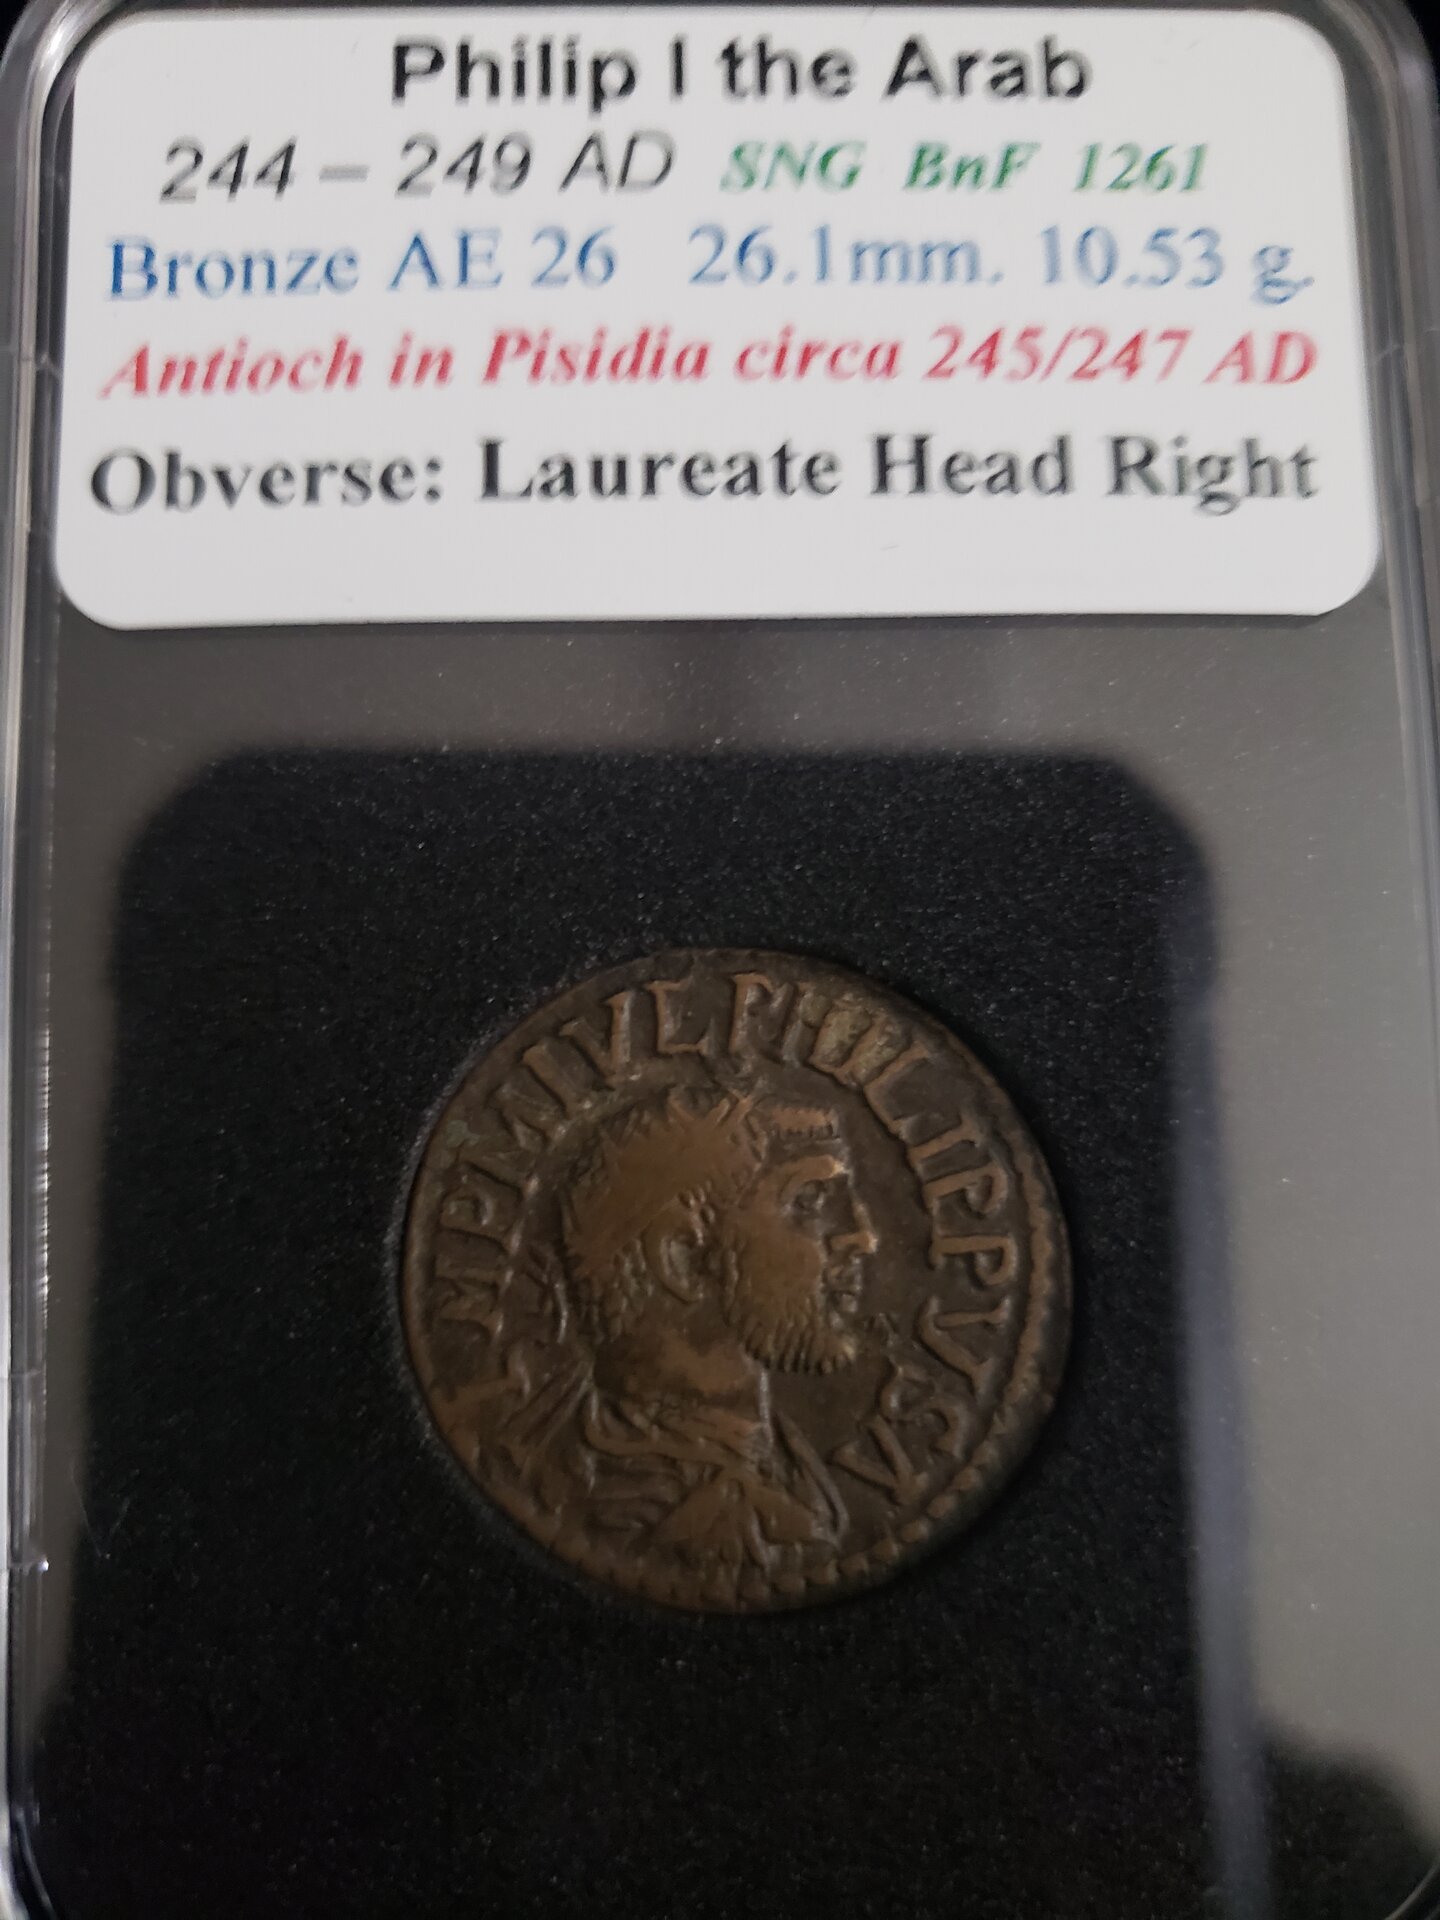 Philip I the Arab
244 – 249 AD SNG BnF 1261
Bronze AE 26 26.1mm. 10.53 g.
Antioch in Pisidia circa 245/247 AD
Obverse: Laureate Head Right
IMP M IVL PHILIPPVS A